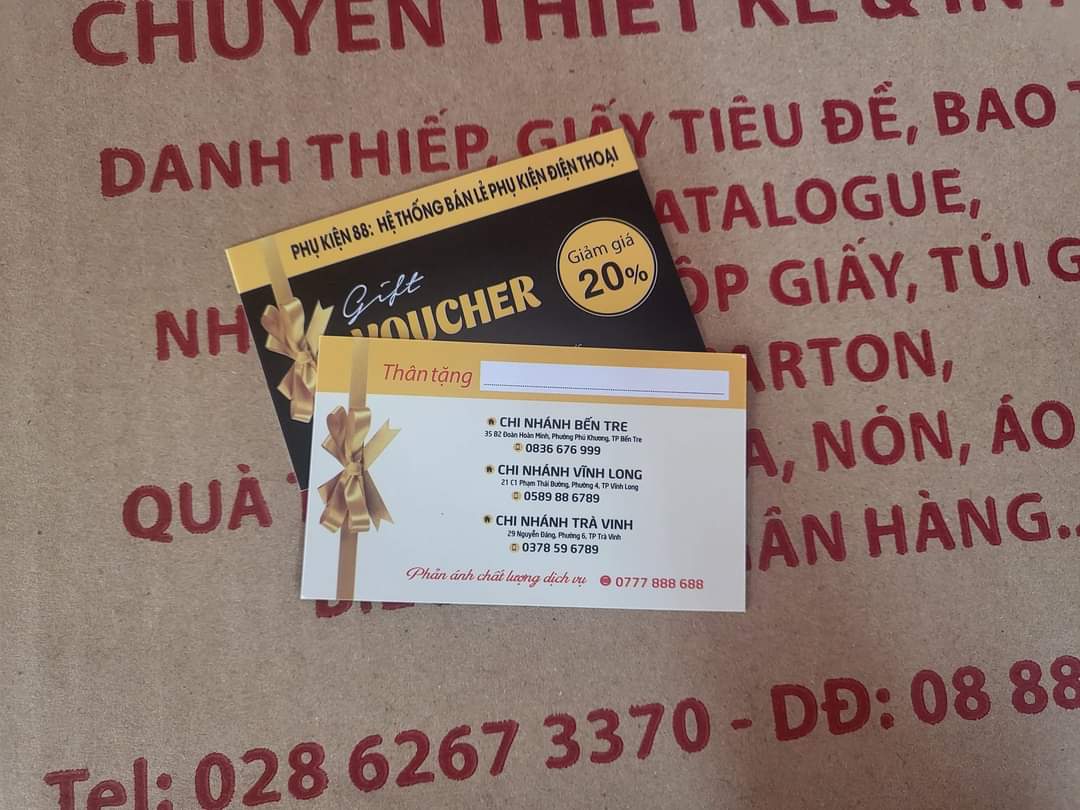 CHUYÊN THIẾT KẾ & IN
DANH THIẾP, GIẤY TIÊU ĐỀ, BAO
ATALOGUE,
NH ỘP GIẤY, TÚI G
ARTON,
A, NÓN, ÁO
QUÀ
ÂN HÀNG..
Tel: 028 6267 3370 - DĐ: 08 88
PHỤ KIỆN 88: HỆ THỐNG BÁN LẺ PHỤ KIỆN ĐIỆN THOẠI
Gift
VOUCHER
Giảm giá
20%
Thân tặng
CHI NHÁNH BẾN TRE
35 B2 Đoàn Hoàn Minh, Phường Phú Khương, TP Bến Tre
0836 676 999
CHI NHÁNH VĨNH LONG
21 C1 Phạm Thái Bường, Phường 4, TP Vĩnh Long
0589 88 6789
CHI NHÁNH TRÀ VINH
29 Nguyễn Đáng, Phường 6, TP Trà Vinh
0378 59 6789
Phản ánh chất lượng dịch vụ 0777 888 688